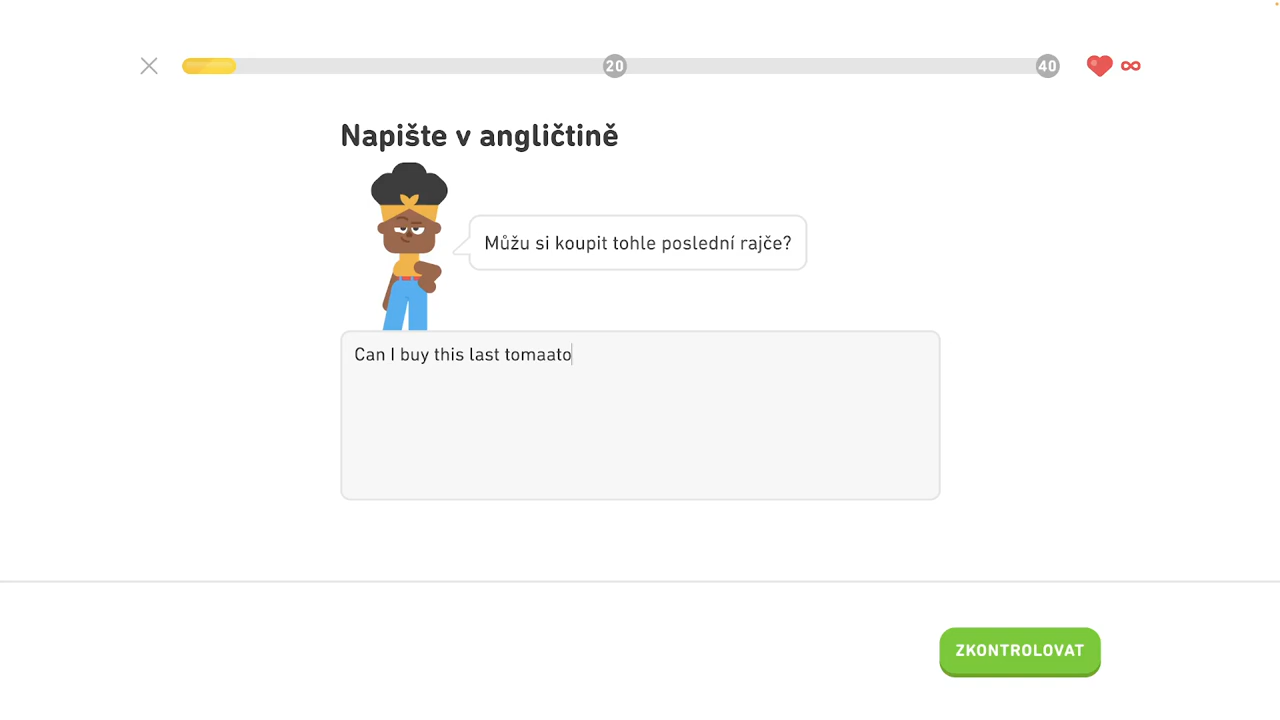 20
40
∞
Napište v angličtině
Můžu si koupit tohle poslední rajče?
Can I buy this last tomaato
ZKONTROLOVAT